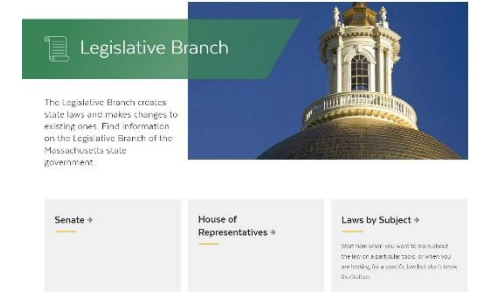 Legislative Branch
The Legislative Branch creates
state laws and makes changes to
existing ones. Find information
on the Legislative Branch of the
Massachusetts state
government.
Senate →
House of
Representatives →
Laws by Subject →
Start here when you want to learn about
the law on a particular topic, or when you
are looking for a specific law but don't know
its citation.